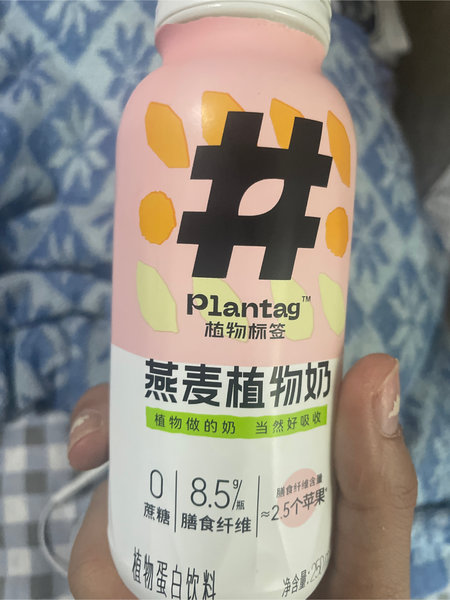 #
Plantag™
植物标签
燕麦植物奶
植物做的奶 当然好吸收
0
蔗糖
8.5g/瓶
膳食纤维
膳食纤维含量
≈2.5个苹果*
植物蛋白饮料
净含量:250